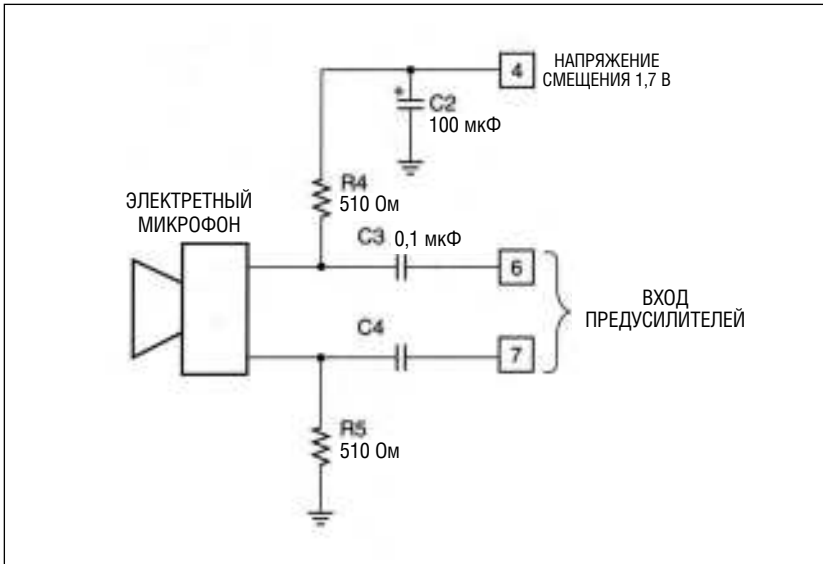 4
НАПРЯЖЕНИЕ
СМЕЩЕНИЯ 1,7 В
+
C2
100 мкФ
R4
510 Ом
ЭЛЕКТРЕТНЫЙ
МИКРОФОН
C3 0,1 мкФ
6
ВХОД
ПРЕДУСИЛИТЕЛЕЙ
C4
7
R5
510 Ом